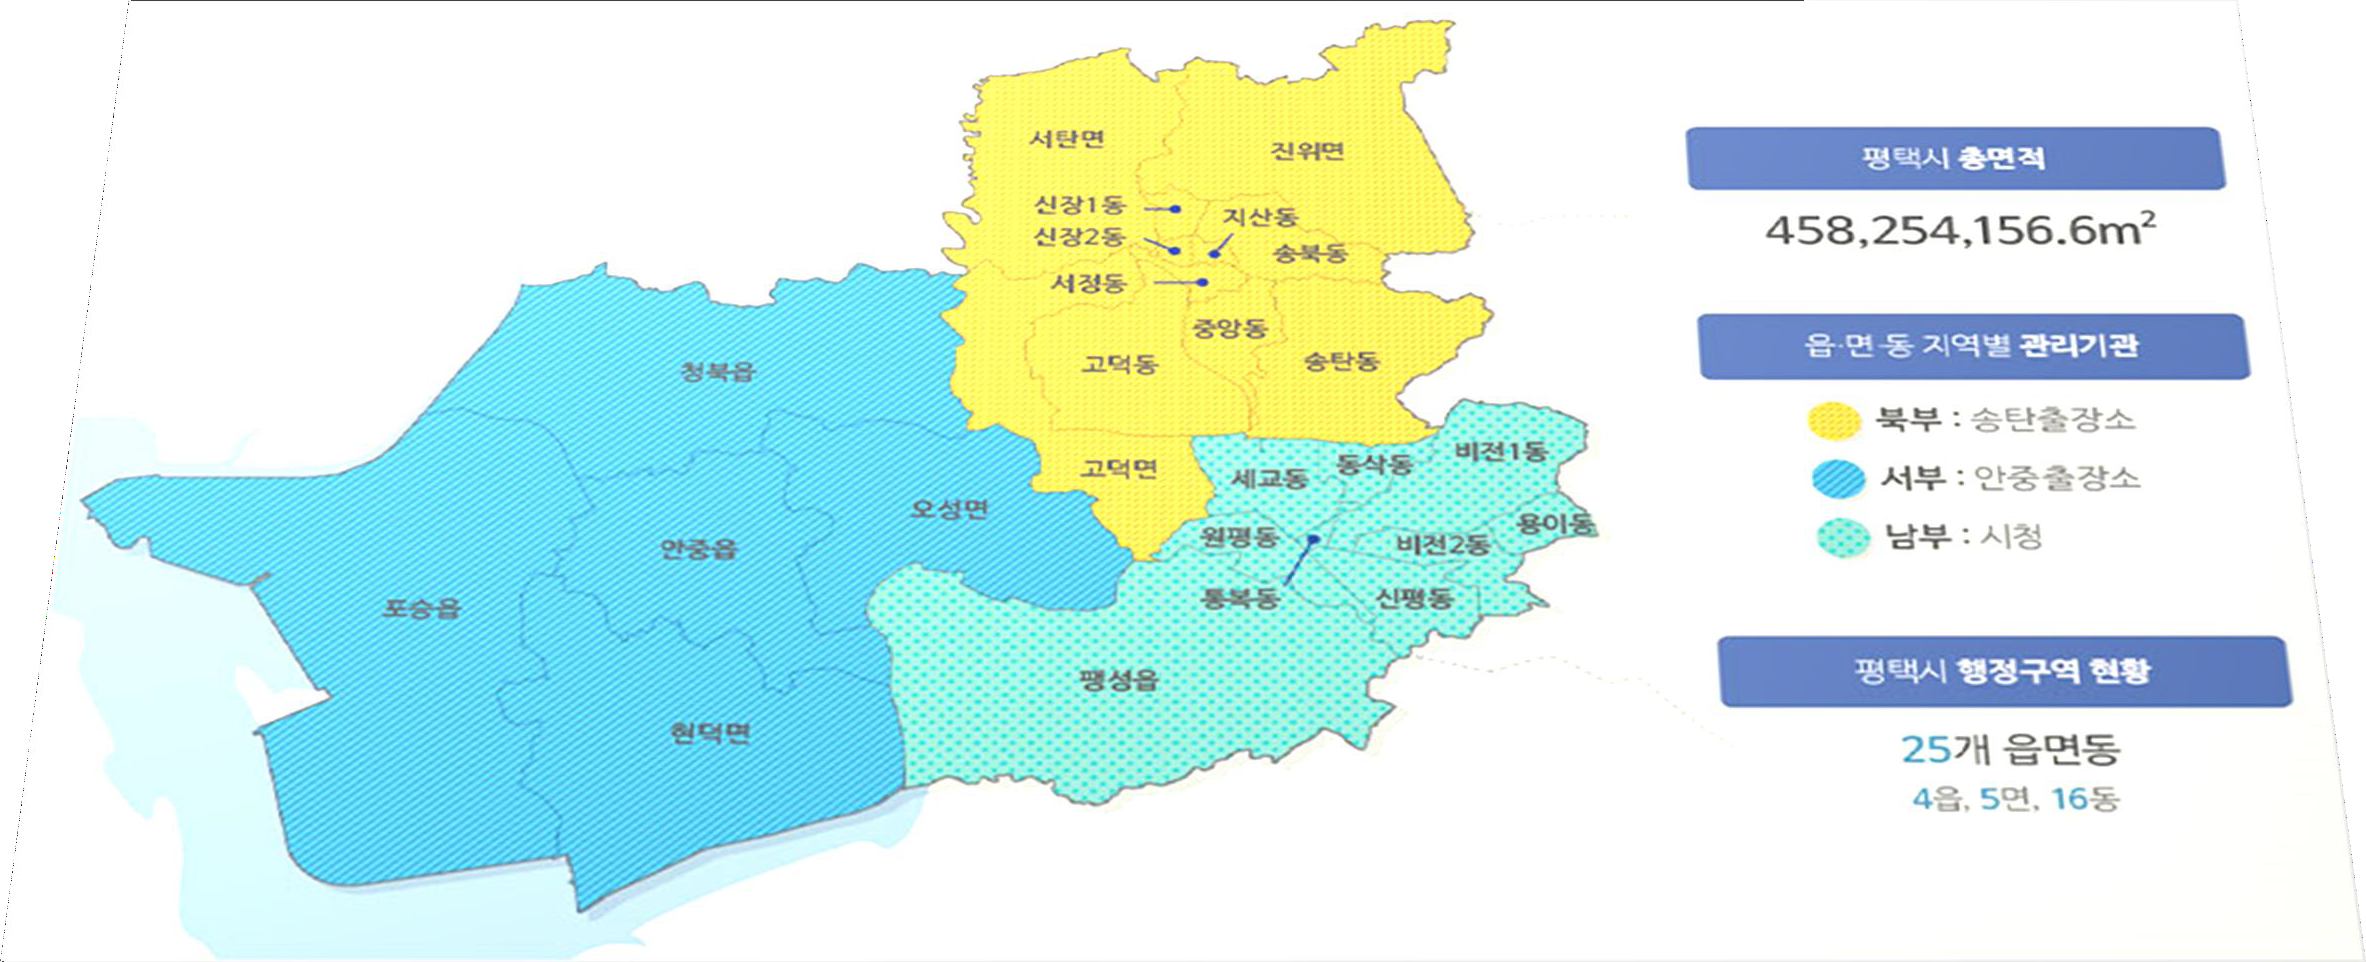 서탄면
진위면
신장1동
지산동
신장2동
송북동
서정동
중앙동
고덕동
송탄동
청북읍
고덕면
세교동
동삭동
비전1동
오성면
원평동
비전2동
용이동
안중읍
통복동
신평동
포승읍
팽성읍
현덕면
평택시 총면적
458,254,156.6m²
읍·면·동 지역별 관리기관
북부 : 송탄출장소
서부 : 안중출장소
남부 : 시청
평택시 행정구역 현황
25개 읍면동
4읍, 5면, 16동